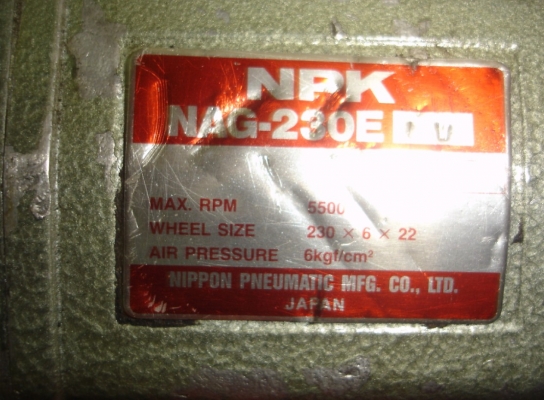 NPK
NAG-230E
MAX. RPM 5500
WHEEL SIZE 230 × 6 × 22
AIR PRESSURE 6kgf/cm²
NIPPON PNEUMATIC MFG. CO., LTD.
JAPAN